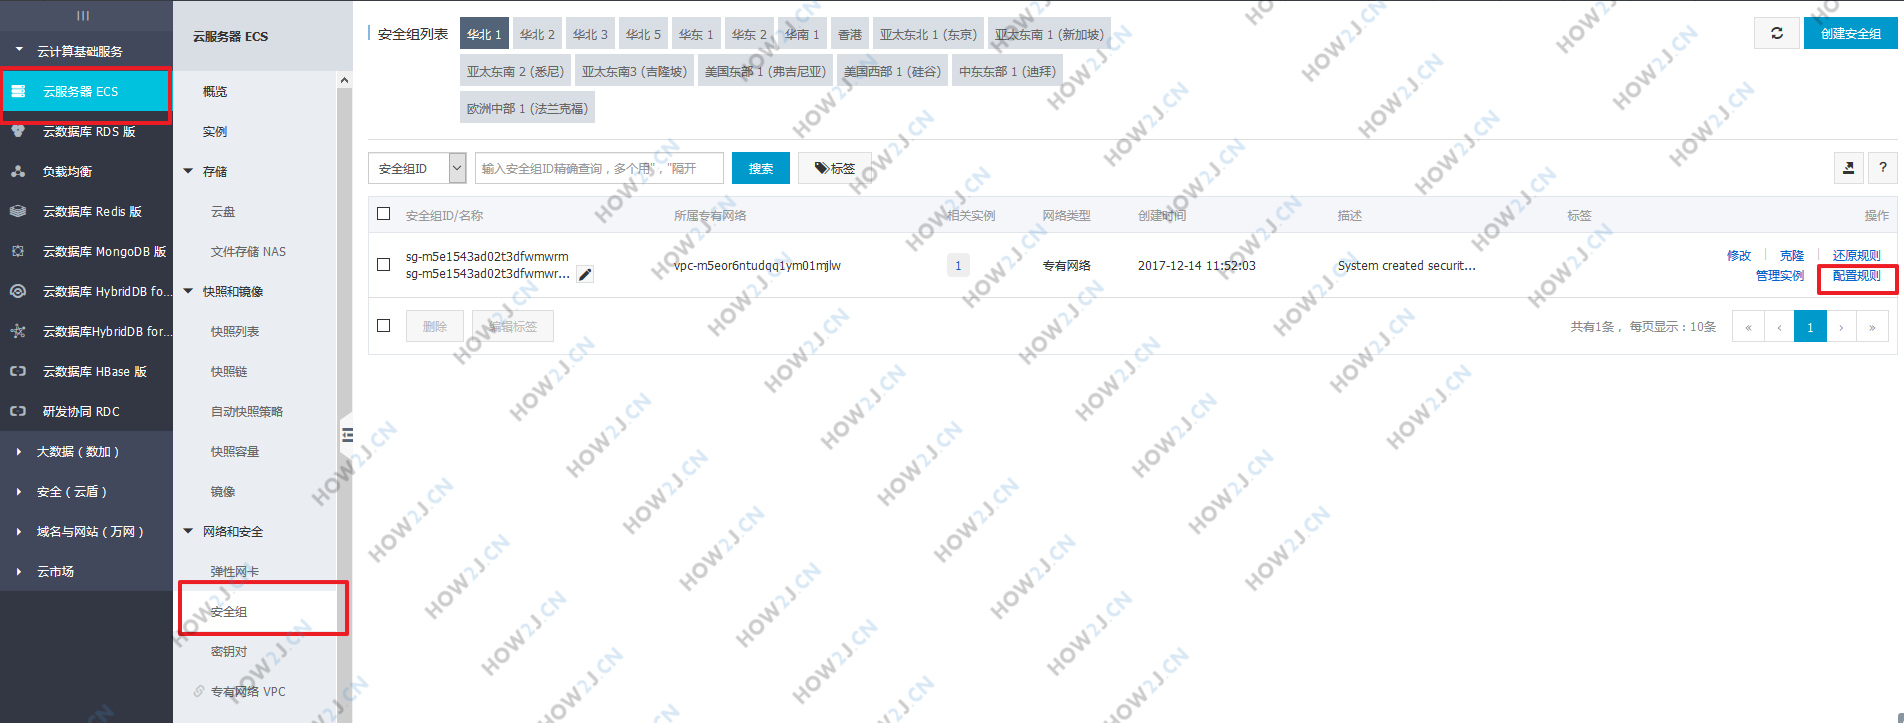 云计算基础服务
云服务器 ECS
云数据库 RDS 版
负载均衡
云数据库 Redis 版
云数据库 MongoDB 版
云数据库 HybridDB fo...
云数据库HybridDB for...
云数据库 HBase 版
研发协同 RDC
大数据（数加）
安全（云盾）
域名与网站（万网）
云市场
云服务器 ECS
概览
实例
存储
云盘
文件存储 NAS
快照和镜像
快照列表
快照链
自动快照策略
快照容量
镜像
网络和安全
弹性网卡
安全组
密钥对
专有网络 VPC
安全组列表 华北 1 华北 2 华北 3 华北 5 华东 1 华东 2 华南 1 香港 亚太东北 1 (东京) 亚太东南 1 (新加坡) 创建安全组
亚太东南 2 (悉尼) 亚太东南3 (吉隆坡) 美国东部 1 (弗吉尼亚) 美国西部 1 (硅谷) 中东东部 1 (迪拜)
欧洲中部 1 (法兰克福)
安全组ID 输入安全组ID精确查询，多个用“，”隔开 搜索 标签 ?
安全组ID/名称 所属专有网络 相关实例 网络类型 创建时间 描述 标签 操作
sg-m5e1543ad02t3dfwmwrm
sg-m5e1543ad02t3dfwmwr... vpc-m5eor6ntudqq1ym01mjlw 1 专有网络 2017-12-14 11:52:03 System created securit...
修改 克隆 还原规则
管理实例 配置规则
删除 编辑标签 共有1条， 每页显示：10条 « ‹ 1 › »
HOW2J.CN